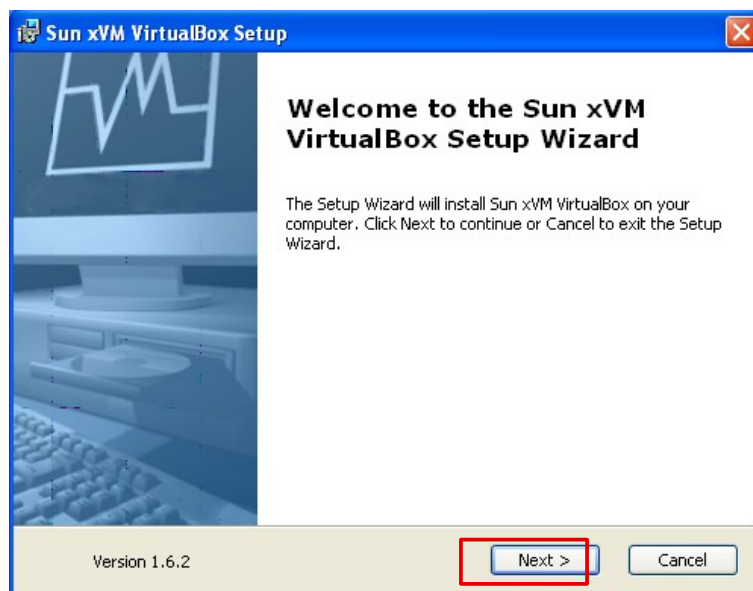 Sun xVM VirtualBox Setup
Welcome to the Sun xVM
VirtualBox Setup Wizard
The Setup Wizard will install Sun xVM VirtualBox on your
computer. Click Next to continue or Cancel to exit the Setup
Wizard.
Version 1.6.2
Next >
Cancel